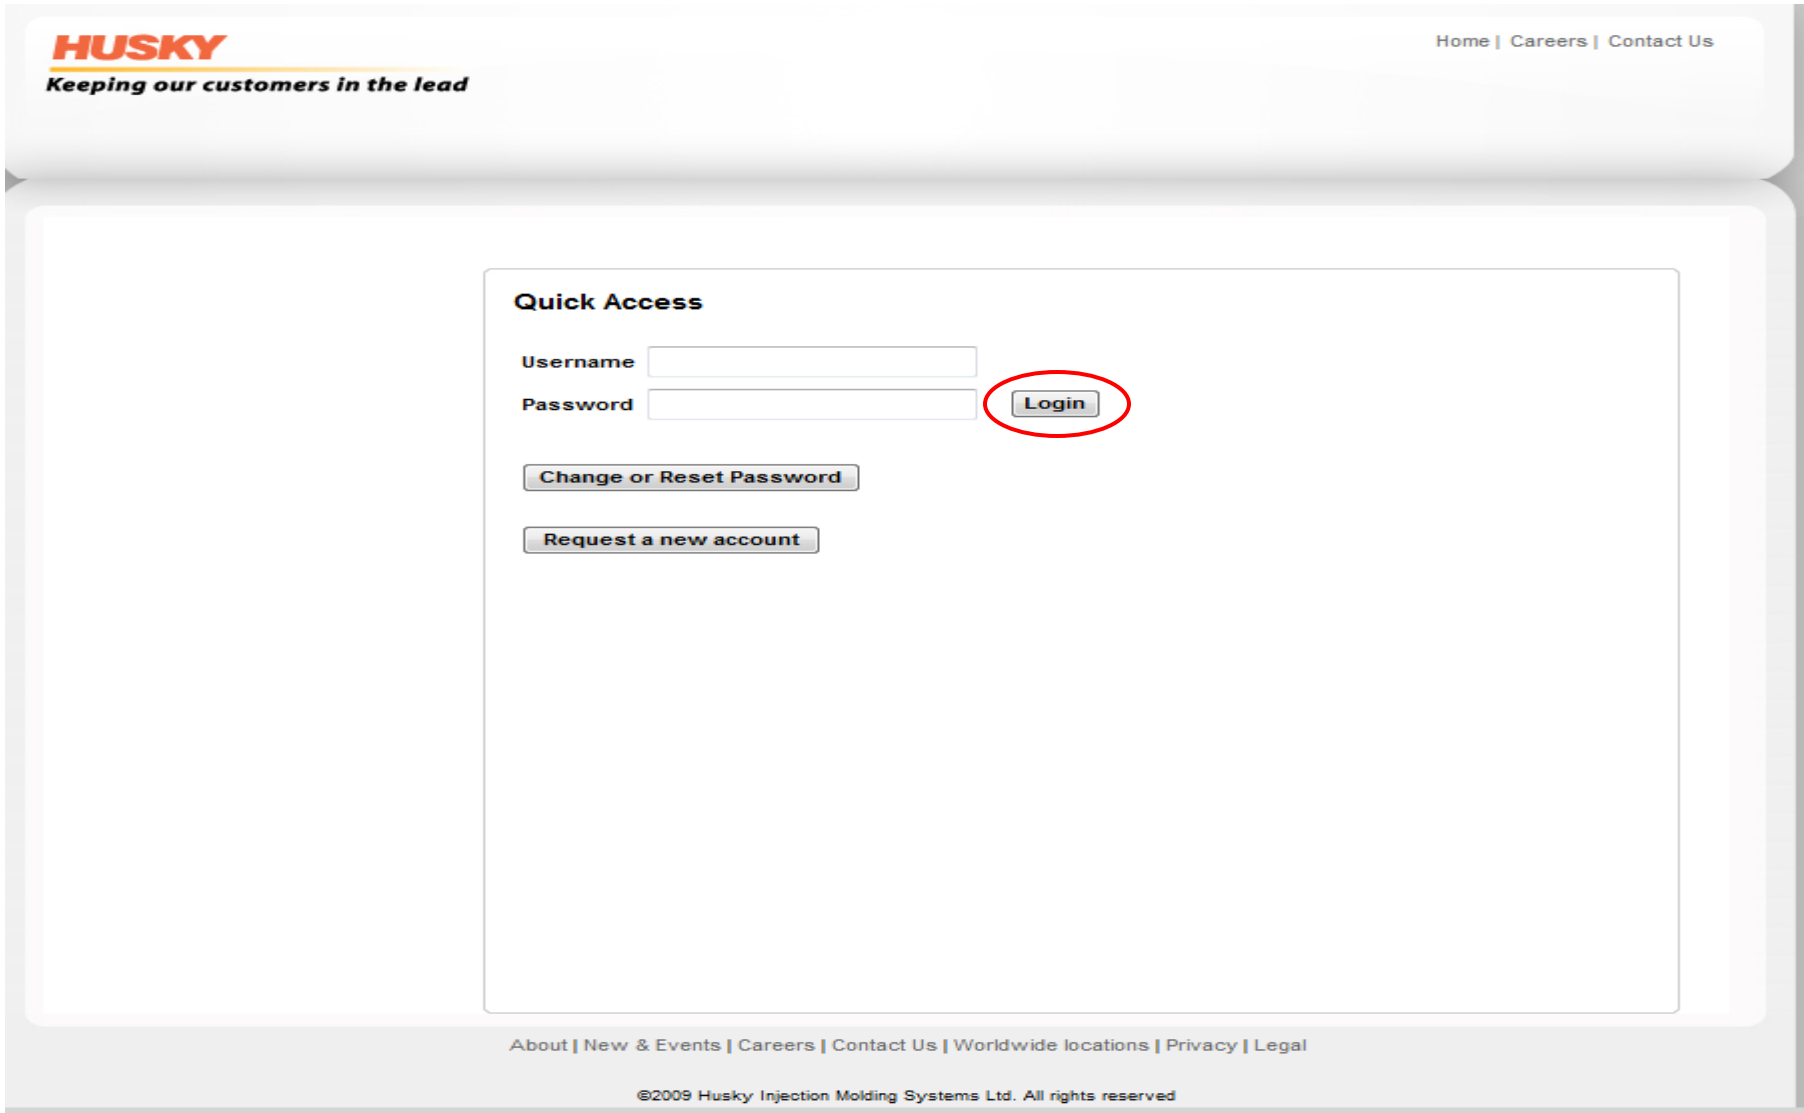 HUSKY
Keeping our customers in the lead
Home | Careers | Contact Us
Quick Access
Username
Password
Login
Change or Reset Password
Request a new account
About | New & Events | Careers | Contact Us | Worldwide locations | Privacy | Legal
©2009 Husky Injection Molding Systems Ltd. All rights reserved